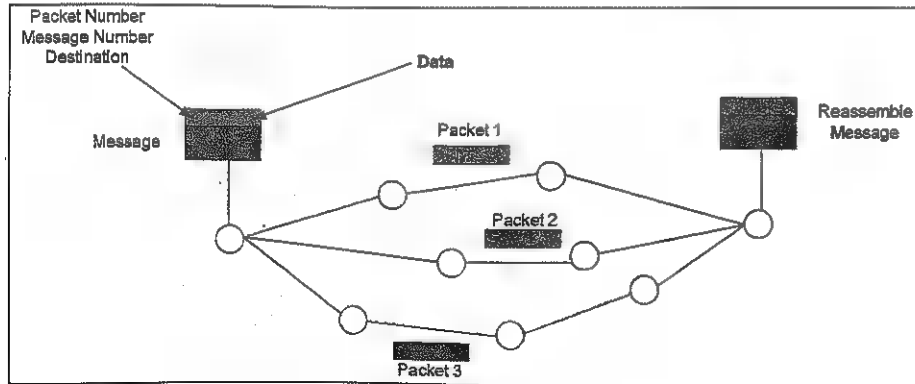 Packet Number
Message Number
Destination
Data
Message
Packet 1
Reassemble
Message
Packet 2
Packet 3